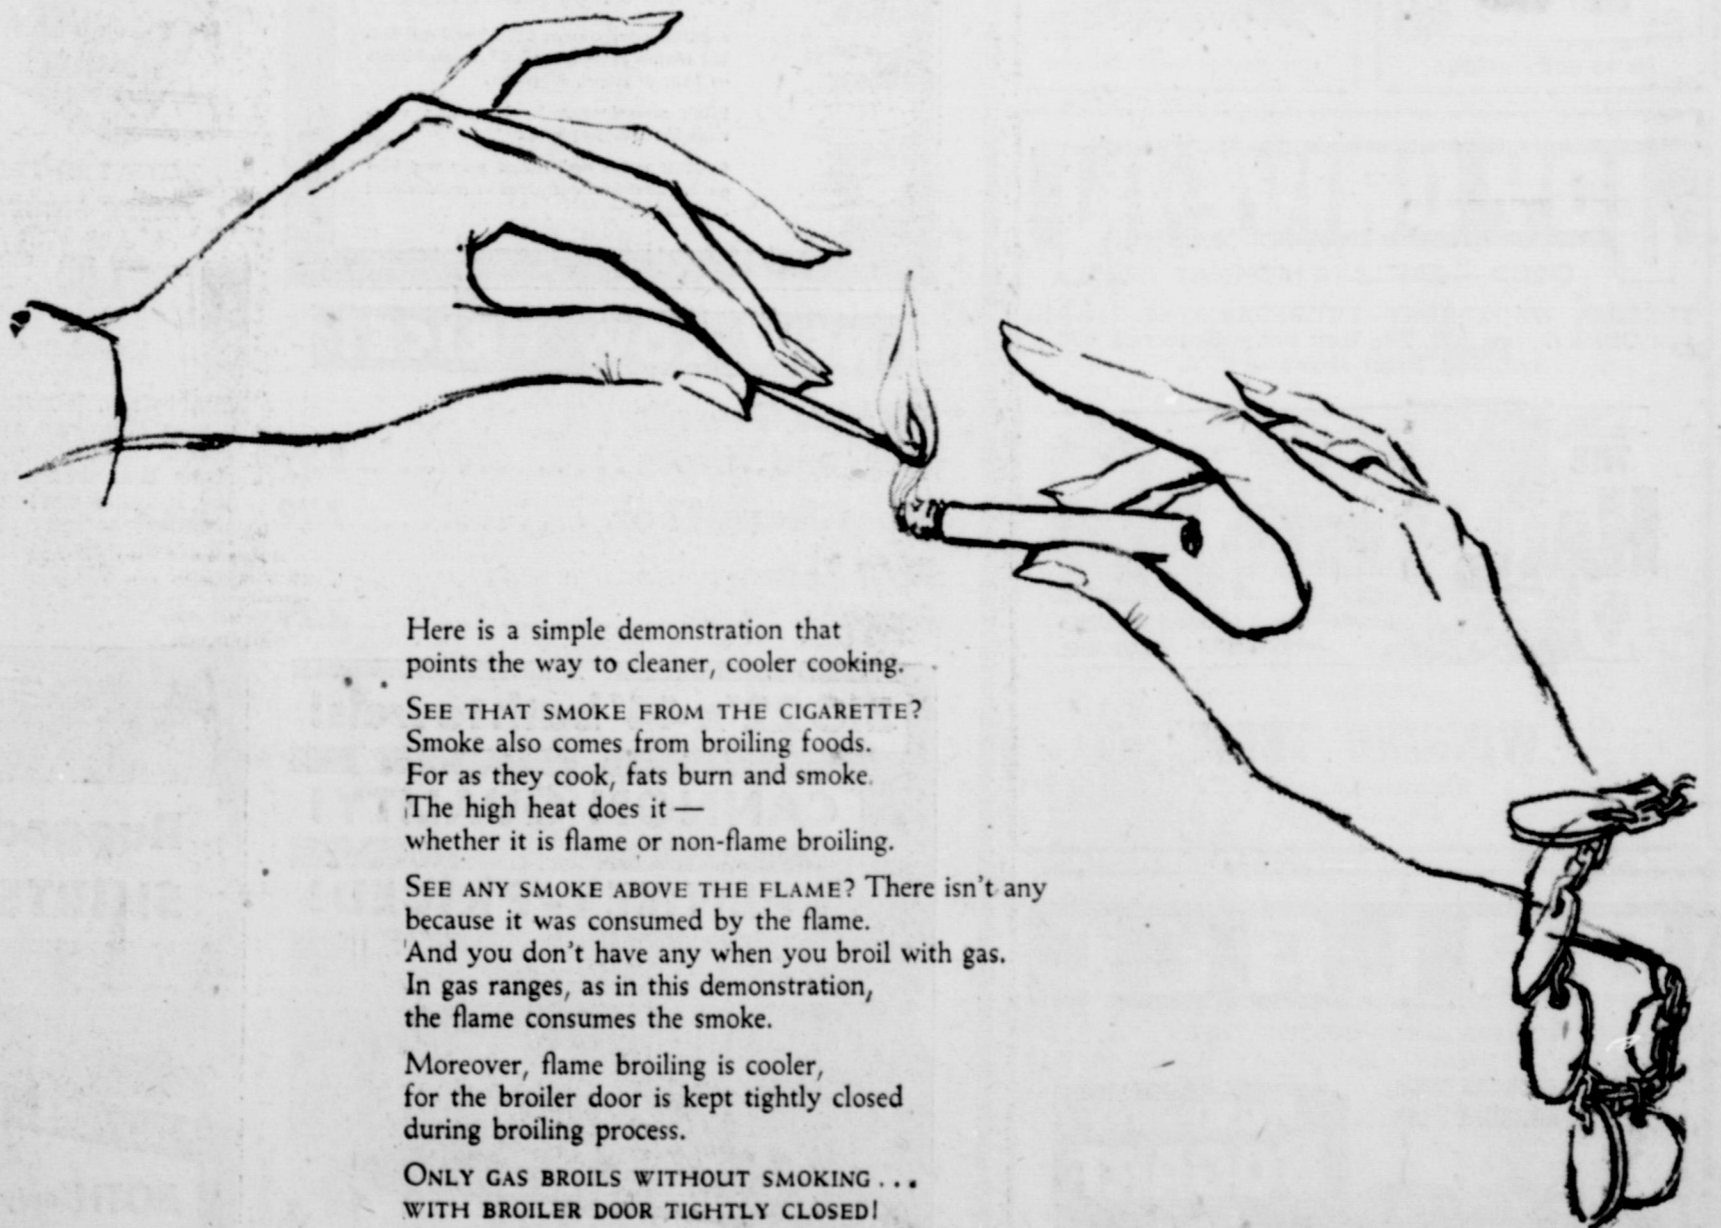 Here is a simple demonstration that
points the way to cleaner, cooler cooking.
SEE THAT SMOKE FROM THE CIGARETTE?
Smoke also comes from broiling foods.
For as they cook, fats burn and smoke.
The high heat does it —
whether it is flame or non-flame broiling.
SEE ANY SMOKE ABOVE THE FLAME? There isn't any
because it was consumed by the flame.
And you don't have any when you broil with gas.
In gas ranges, as in this demonstration,
the flame consumes the smoke.
Moreover, flame broiling is cooler,
for the broiler door is kept tightly closed
during broiling process.
ONLY GAS BROILS WITHOUT SMOKING...
WITH BROILER DOOR TIGHTLY CLOSED!